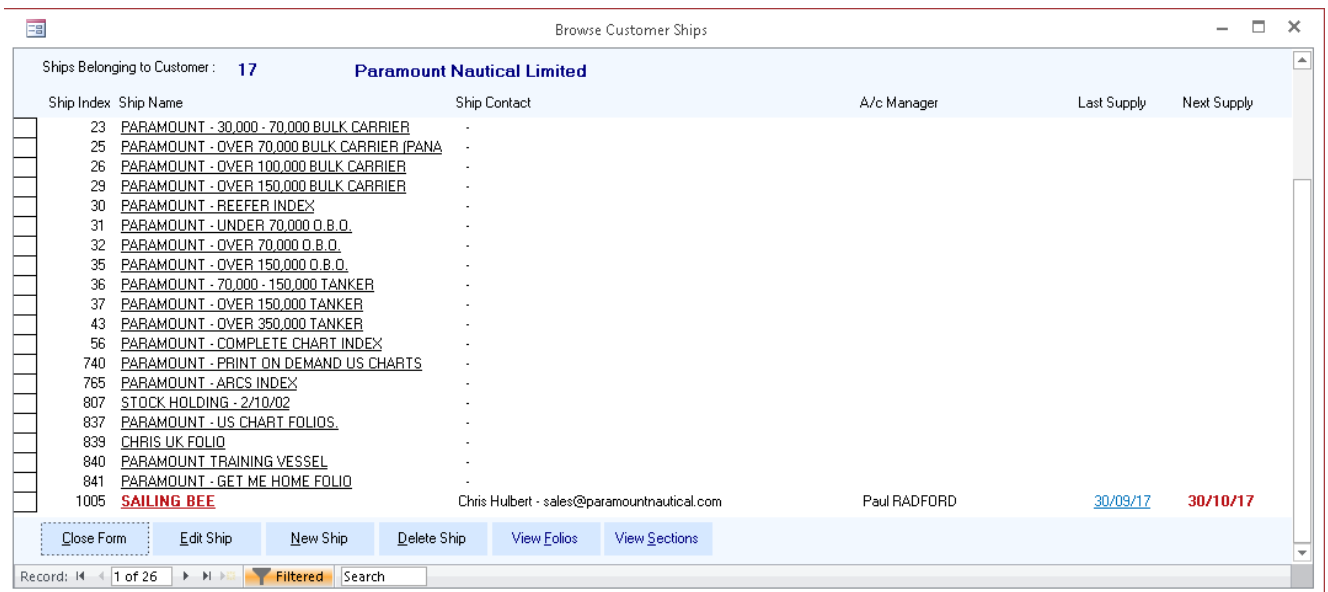 Browse Customer Ships
Ships Belonging to Customer : 17 Paramount Nautical Limited
Ship Index Ship Name Ship Contact A/c Manager Last Supply Next Supply
23 PARAMOUNT - 30,000 - 70,000 BULK CARRIER -
25 PARAMOUNT - OVER 70,000 BULK CARRIER (PANA -
26 PARAMOUNT - OVER 100,000 BULK CARRIER -
29 PARAMOUNT - OVER 150,000 BULK CARRIER -
30 PARAMOUNT - REEFER INDEX -
31 PARAMOUNT - UNDER 70,000 O.B.O. -
32 PARAMOUNT - OVER 70,000 O.B.O. -
35 PARAMOUNT - OVER 150,000 O.B.O. -
36 PARAMOUNT - 70,000 - 150,000 TANKER -
37 PARAMOUNT - OVER 150,000 TANKER -
43 PARAMOUNT - OVER 350,000 TANKER -
56 PARAMOUNT - COMPLETE CHART INDEX -
740 PARAMOUNT - PRINT ON DEMAND US CHARTS -
765 PARAMOUNT - ARCS INDEX -
807 STOCK HOLDING - 2/10/02 -
837 PARAMOUNT - US CHART FOLIOS. -
839 CHRIS UK FOLIO -
840 PARAMOUNT TRAINING VESSEL -
841 PARAMOUNT - GET ME HOME FOLIO -
1005 SAILING BEE Chris Hulbert - sales@paramountnautical.com Paul RADFORD 30/09/17 30/10/17
Close Form Edit Ship New Ship Delete Ship View Folios View Sections
Record: 1 of 26 Filtered Search